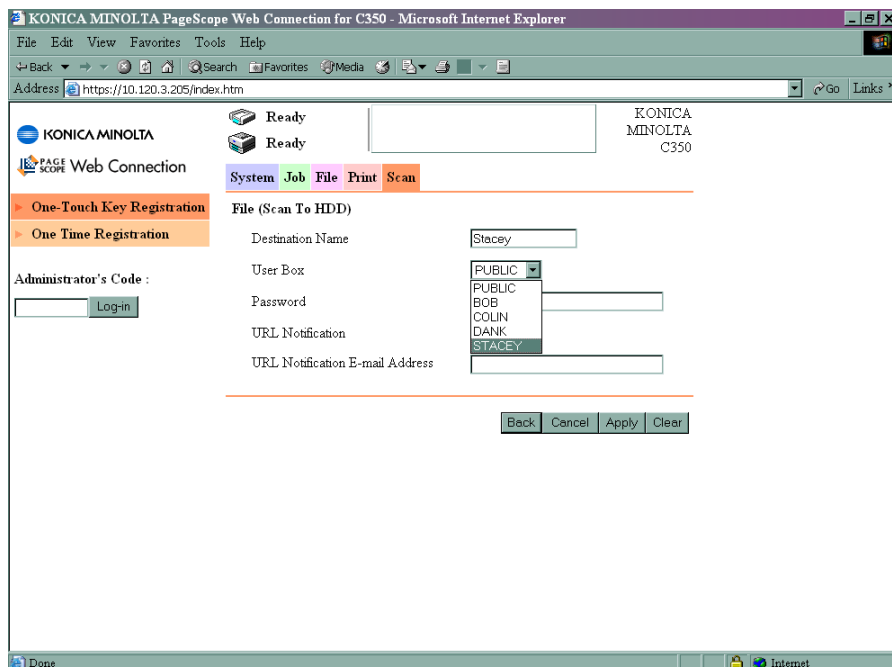 KONICA MINOLTA PageScope Web Connection for C350 - Microsoft Internet Explorer
File Edit View Favorites Tools Help
Back Search Favorites Media
Address https://10.120.3.205/index.htm Go Links »
KONICA MINOLTA
PAGE SCOPE Web Connection
Ready
Ready
KONICA
MINOLTA
C350
System Job File Print Scan
One-Touch Key Registration
One Time Registration
Administrator's Code :
Log-in
File (Scan To HDD)
Destination Name Stacey
User Box PUBLIC
PUBLIC
BOB
COLIN
DANK
STACEY
Password
URL Notification
URL Notification E-mail Address
Back Cancel Apply Clear
Done Internet